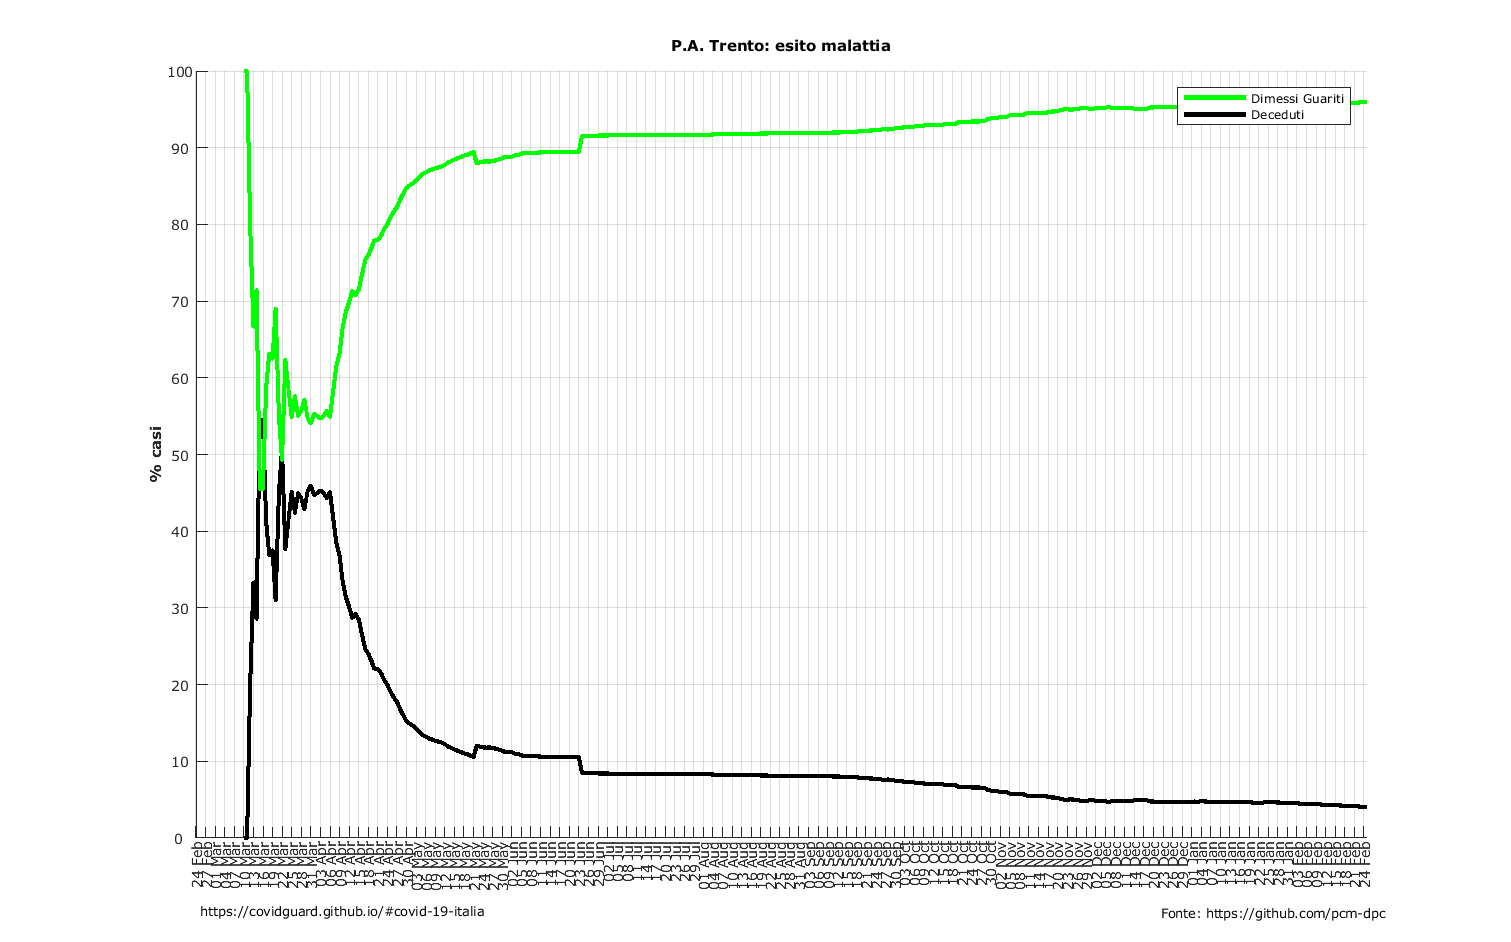 P.A. Trento: esito malattia
100
90
80
70
60
50
40
30
20
10
0
% casi
Dimessi Guariti
Deceduti
24 Feb
27 Feb
01 Mar
04 Mar
07 Mar
10 Mar
13 Mar
16 Mar
19 Mar
22 Mar
25 Mar
28 Mar
31 Mar
03 Apr
06 Apr
09 Apr
12 Apr
15 Apr
18 Apr
21 Apr
24 Apr
27 Apr
30 Apr
03 May
06 May
09 May
12 May
15 May
18 May
21 May
24 May
27 May
30 May
02 Jun
05 Jun
08 Jun
11 Jun
14 Jun
17 Jun
20 Jun
23 Jun
26 Jun
29 Jun
02 Jul
05 Jul
08 Jul
11 Jul
14 Jul
17 Jul
20 Jul
23 Jul
26 Jul
29 Jul
01 Aug
04 Aug
07 Aug
10 Aug
13 Aug
16 Aug
19 Aug
22 Aug
25 Aug
28 Aug
31 Aug
03 Sep
06 Sep
09 Sep
12 Sep
15 Sep
18 Sep
21 Sep
24 Sep
27 Sep
30 Sep
03 Oct
06 Oct
09 Oct
12 Oct
15 Oct
18 Oct
21 Oct
24 Oct
27 Oct
30 Oct
02 Nov
05 Nov
08 Nov
11 Nov
14 Nov
17 Nov
20 Nov
23 Nov
26 Nov
29 Nov
02 Dec
05 Dec
08 Dec
11 Dec
14 Dec
17 Dec
20 Dec
23 Dec
26 Dec
29 Dec
01 Jan
04 Jan
07 Jan
10 Jan
13 Jan
16 Jan
19 Jan
22 Jan
25 Jan
28 Jan
31 Jan
03 Feb
06 Feb
09 Feb
12 Feb
15 Feb
18 Feb
21 Feb
24 Feb
https://covidguard.github.io/#covid-19-italia
Fonte: https://github.com/pcm-dpc